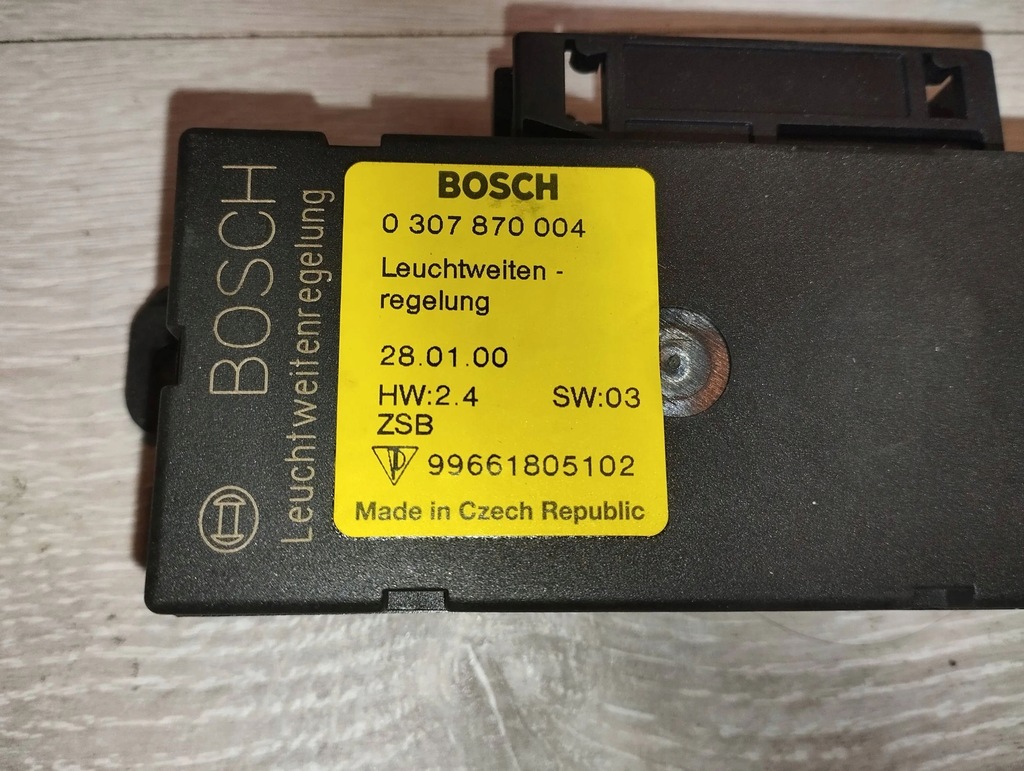 BOSCH
Leuchtweitenregelung
BOSCH
0 307 870 004
Leuchtweiten -
regelung
28.01.00
HW:2.4 SW:03
ZSB
99661805102
Made in Czech Republic